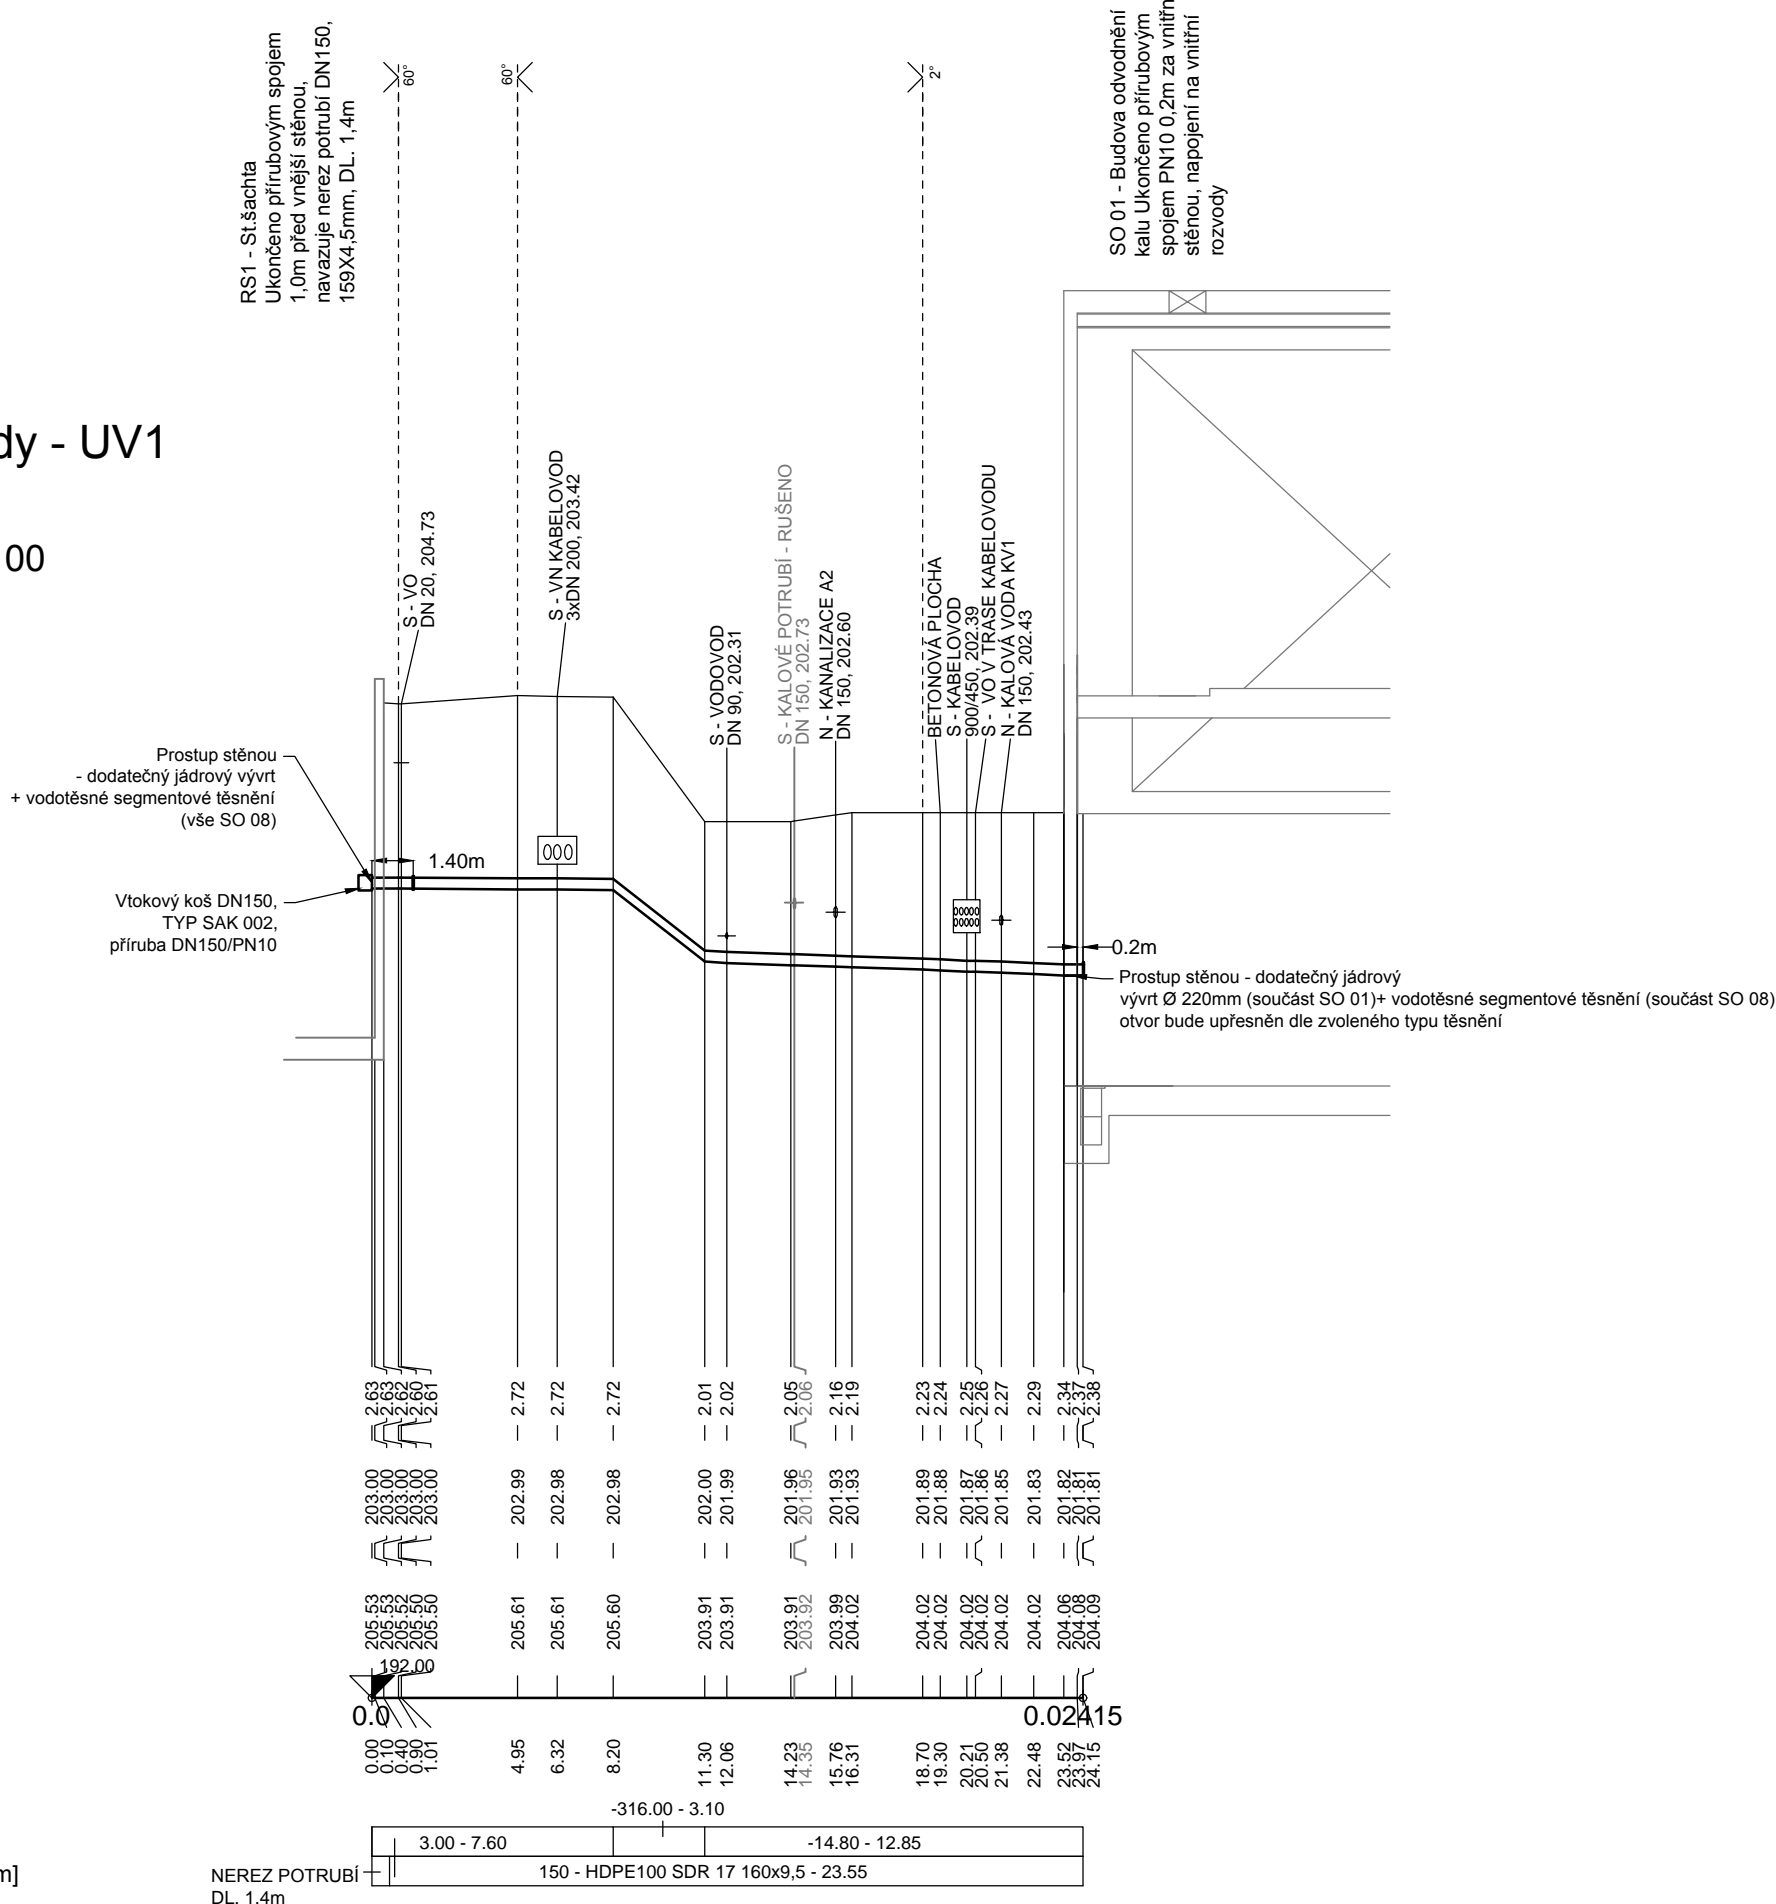 RS1 - St.šachta
Ukončeno přírubovým spojem
1,0m před vnější stěnou,
navazuje nerez potrubí DN150,
159X4,5mm, DL. 1,4m
60°
60°
2°
SO 01 - Budova odvodnění
kalu Ukončeno přírubovým
spojem PN10 0,2m za vnitřn
stěnou, napojení na vnitřní
rozvody
dy - UV1
00
S - VO
DN 20, 204.73
S - VN KABELOVOD
3xDN 200, 203.42
S - VODOVOD
DN 90, 202.31
S - KALOVÉ POTRUBÍ - RUŠENO
DN 150, 202.73
N - KANALIZACE A2
DN 150, 202.60
BETONOVÁ PLOCHA
S - KABELOVOD
900/450, 202.39
S - VO V TRASE KABELOVODU
N - KALOVÁ VODA KV1
DN 150, 202.43
Prostup stěnou
- dodatečný jádrový vývrt
+ vodotěsné segmentové těsnění
(vše SO 08)
1.40m
Vtokový koš DN150,
TYP SAK 002,
příruba DN150/PN10
0.2m
Prostup stěnou - dodatečný jádrový
vývrt Ø 220mm (součást SO 01)+ vodotěsné segmentové těsnění (součást SO 08)
otvor bude upřesněn dle zvoleného typu těsnění
2.63 2.63 2.62 2.60 2.61 2.72 2.72 2.72 2.01 2.02 2.05 2.06 2.16 2.19 2.23 2.24 2.25 2.26 2.27 2.29 2.34 2.37 2.38
203.00 203.00 203.00 203.00 203.00 202.99 202.98 202.98 202.00 201.99 201.96 201.95 201.93 201.93 201.89 201.88 201.87 201.86 201.85 201.83 201.82 201.81 201.81
205.53 205.53 205.52 205.50 205.50 205.61 205.61 205.60 203.91 203.91 203.91 203.92 203.99 204.02 204.02 204.02 204.02 204.02 204.02 204.02 204.06 204.08 204.09
192.00
0.0 0.02415
0.00 0.10 0.40 0.90 1.01 4.95 6.32 8.20 11.30 12.06 14.23 14.35 15.76 16.31 18.70 19.30 20.21 20.50 21.38 22.48 23.52 23.97 24.15
-316.00 - 3.10
3.00 - 7.60 -14.80 - 12.85
150 - HDPE100 SDR 17 160x9,5 - 23.55
m]
NEREZ POTRUBÍ
DL. 1.4m